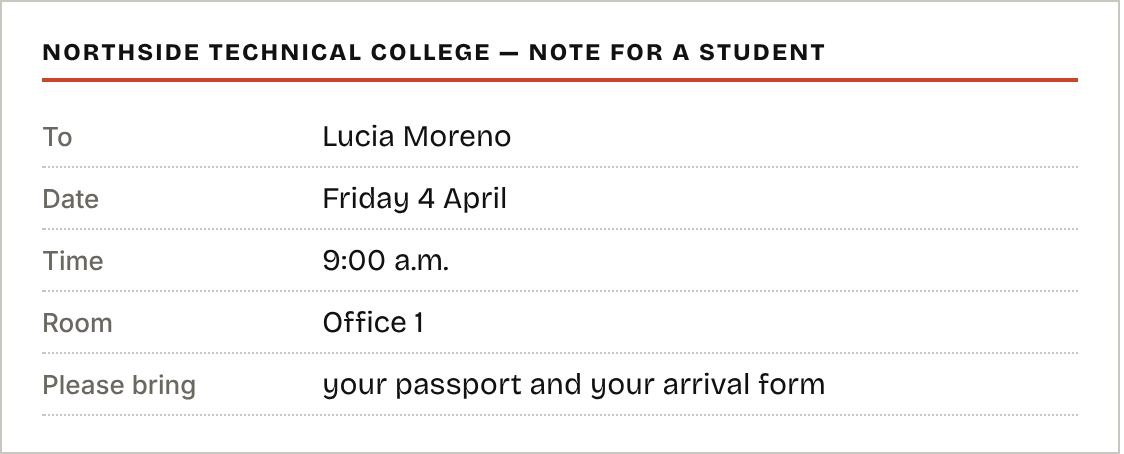 NORTHSIDE TECHNICAL COLLEGE — NOTE FOR A STUDENT
To Lucia Moreno
Date Friday 4 April
Time 9:00 a.m.
Room Office 1
Please bring your passport and your arrival form